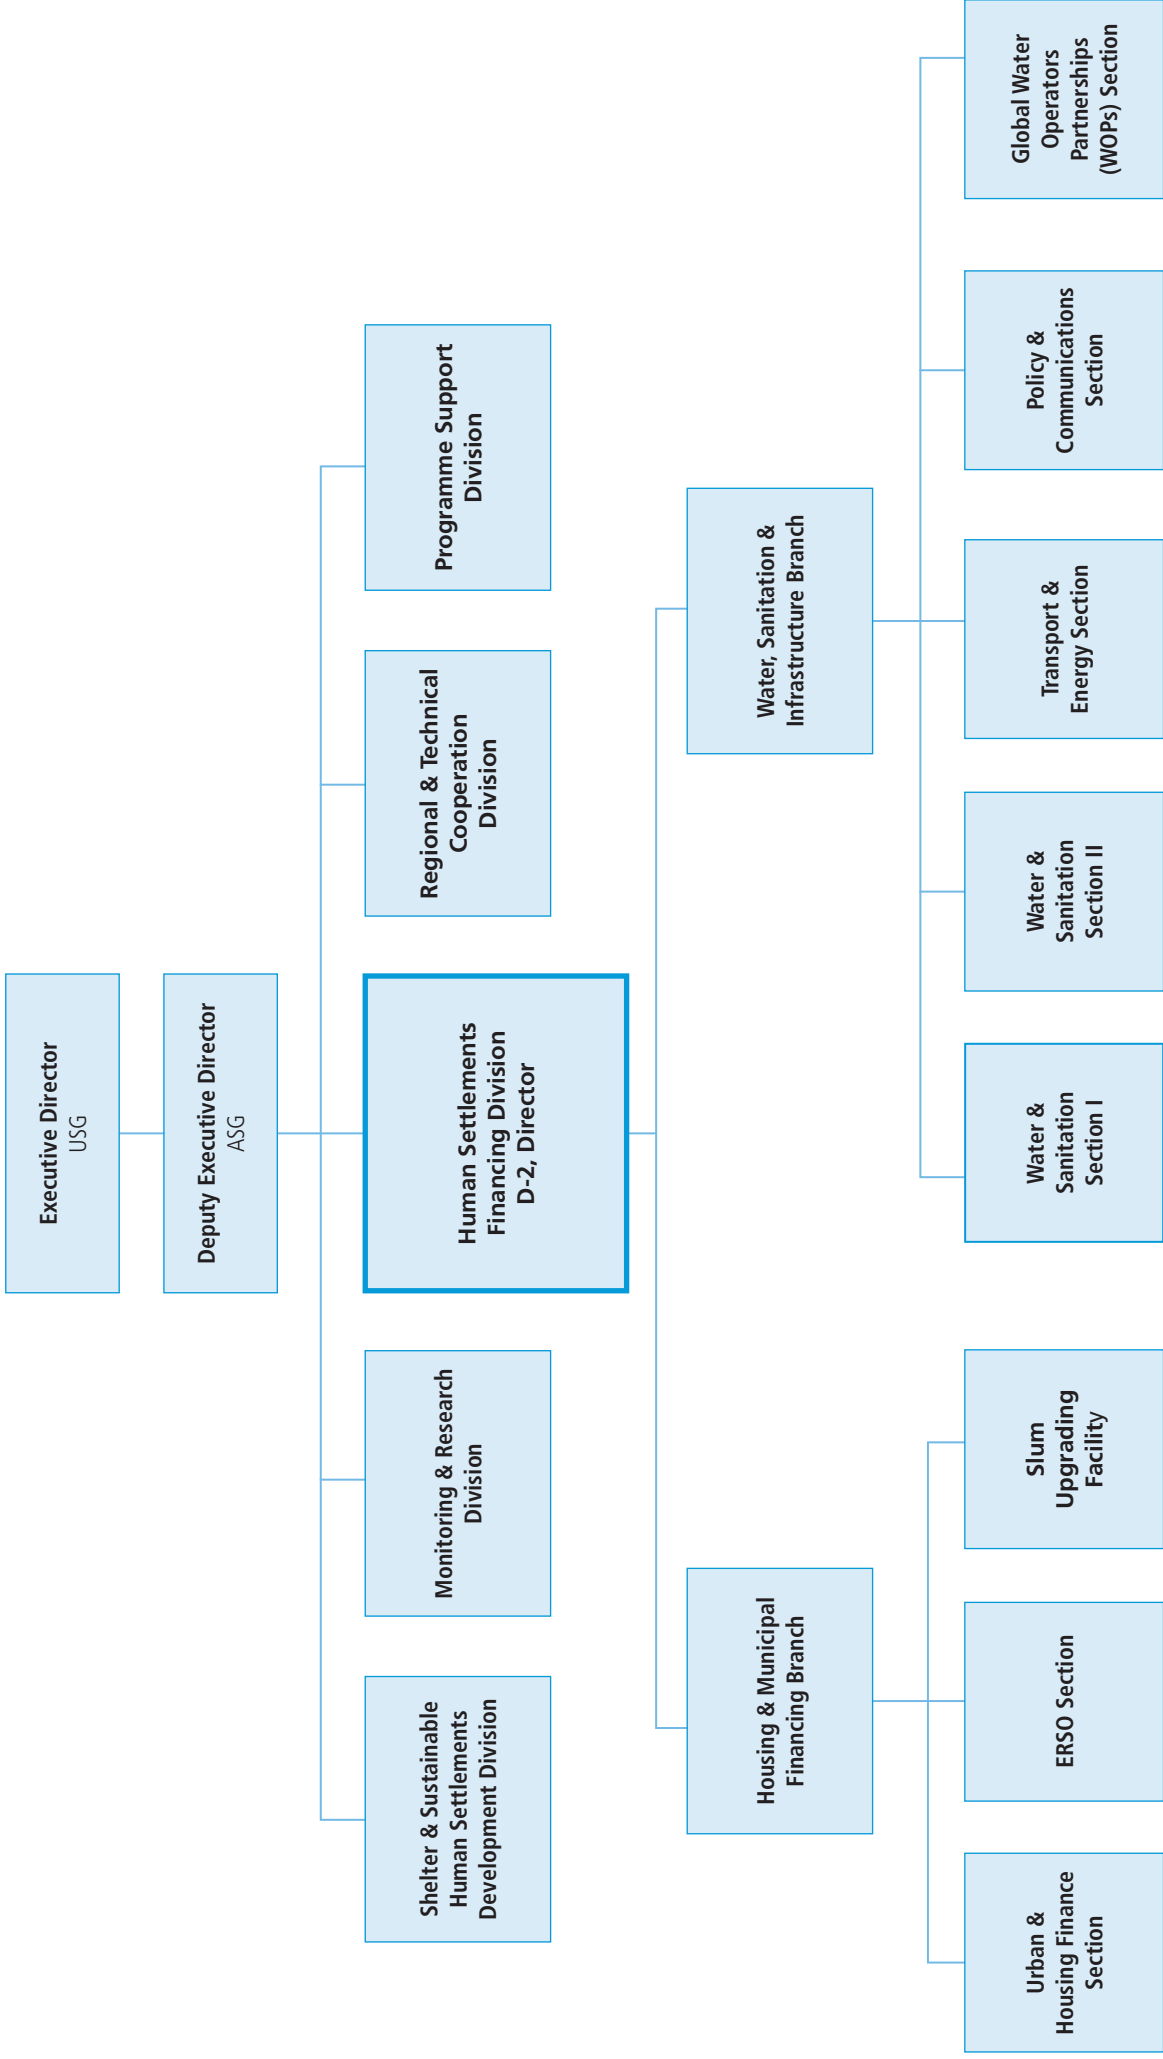 Executive Director
USG
Deputy Executive Director
ASG
Shelter & Sustainable
Human Settlements
Development Division
Monitoring & Research
Division
Human Settlements
Financing Division
D-2, Director
Regional & Technical
Cooperation
Division
Programme Support
Division
Housing & Municipal
Financing Branch
Water, Sanitation &
Infrastructure Branch
Urban &
Housing Finance
Section
ERSO Section
Slum
Upgrading
Facility
Water &
Sanitation
Section I
Water &
Sanitation
Section II
Transport &
Energy Section
Policy &
Communications
Section
Global Water
Operators
Partnerships
(WOPs) Section